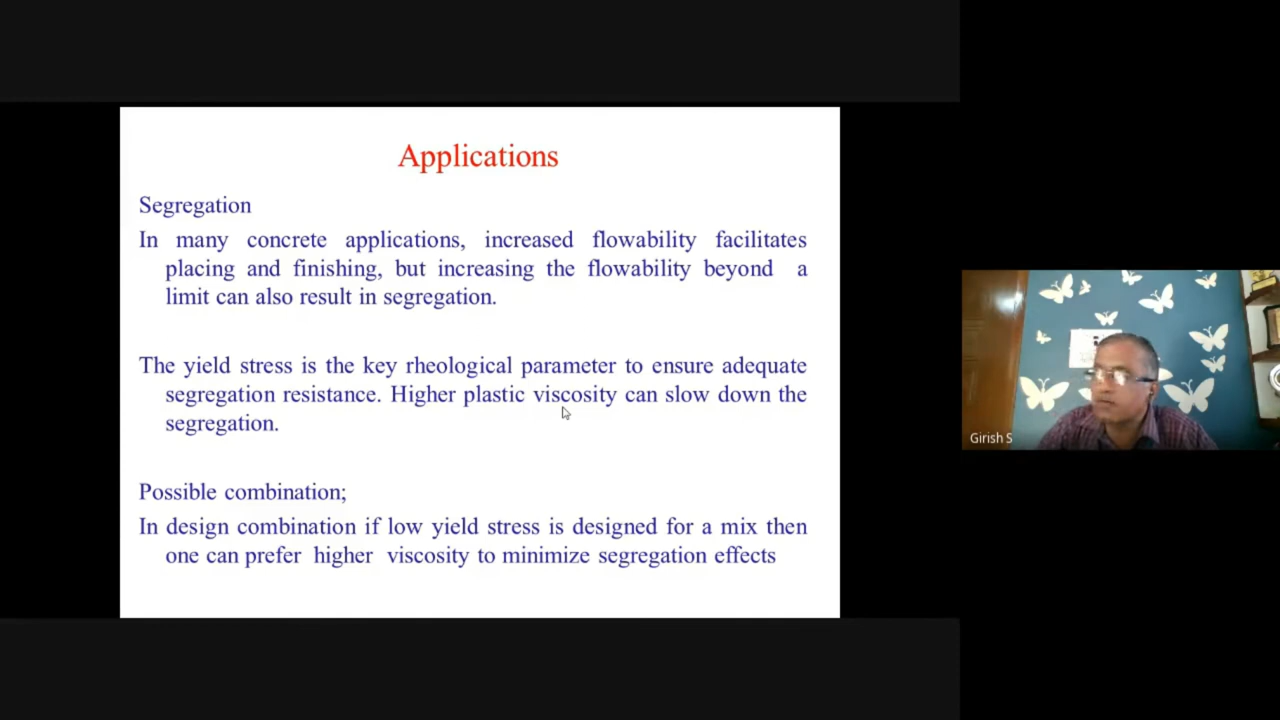 Applications
Segregation
In many concrete applications, increased flowability facilitates
placing and finishing, but increasing the flowability beyond a
limit can also result in segregation.
The yield stress is the key rheological parameter to ensure adequate
segregation resistance. Higher plastic viscosity can slow down the
segregation.
Possible combination;
In design combination if low yield stress is designed for a mix then
one can prefer higher viscosity to minimize segregation effects
Girish S